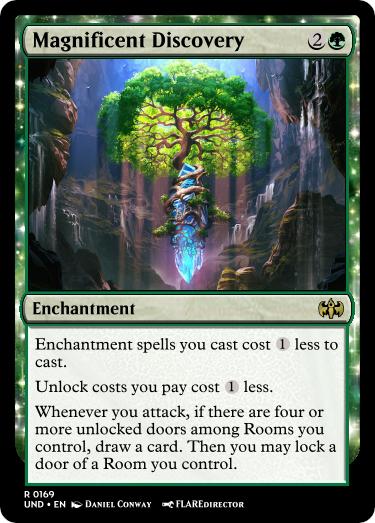 Magnificent Discovery 2
Enchantment
Enchantment spells you cast cost 1 less to
cast.
Unlock costs you pay cost 1 less.
Whenever you attack, if there are four or
more unlocked doors among Rooms you
control, draw a card. Then you may lock a
door of a Room you control.
R 0169
UND • EN Daniel Conway FLAREdirector